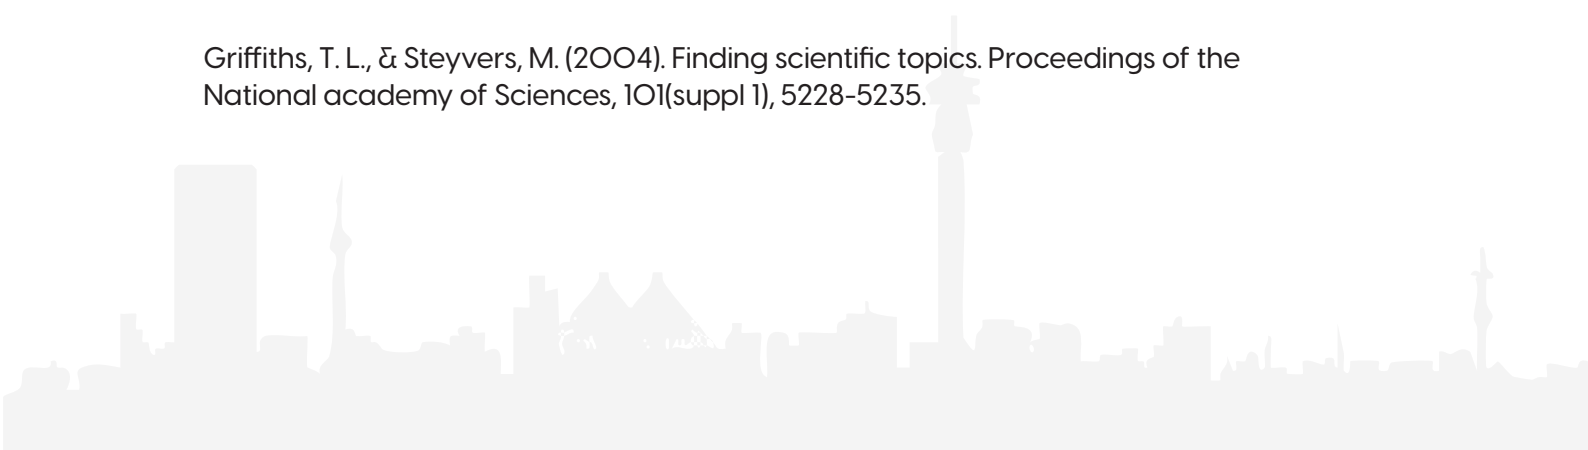 Griffiths, T. L., & Steyvers, M. (2004). Finding scientific topics. Proceedings of the
National academy of Sciences, 101(suppl 1), 5228-5235.